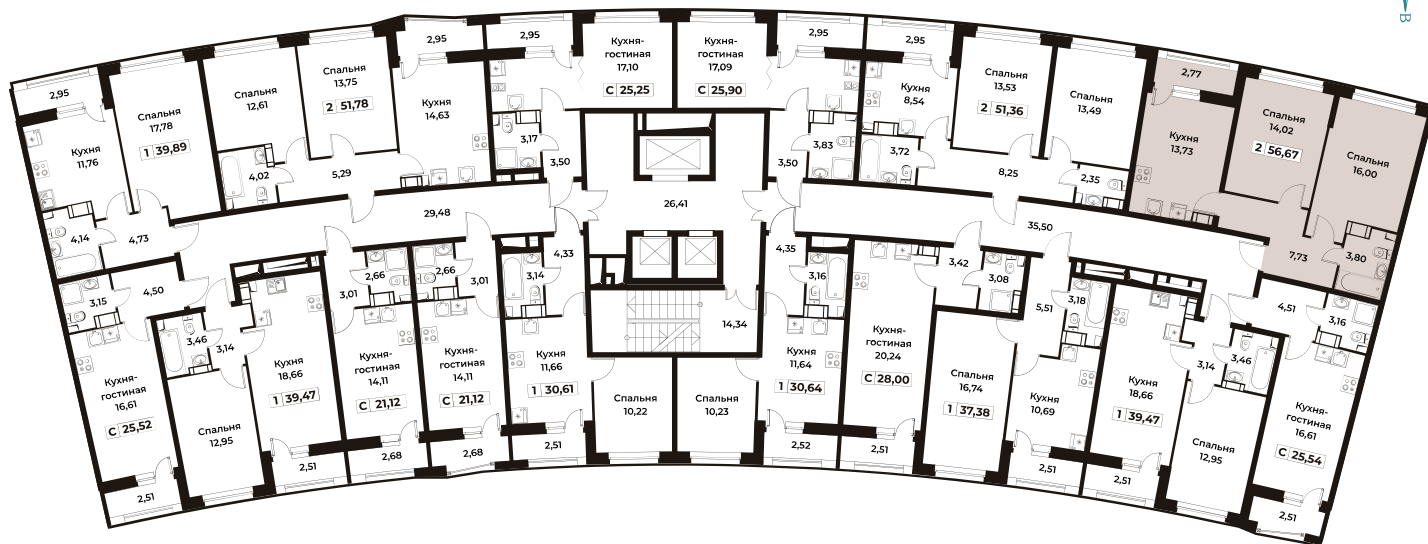 В
2,95
Кухня
11,76
Спальня
17,78
1 39,89
4,14
4,73
Спальня
12,61
4,02
Спальня
13,75
2 51,78
5,29
2,95
Кухня
14,63
2,95
Кухня-
гостиная
17,10
С 25,25
3,17
3,50
Кухня-
гостиная
17,09
С 25,90
2,95
3,83
3,50
2,95
Кухня
8,54
3,72
Спальня
13,53
2 51,36
8,25
Спальня
13,49
2,35
2,77
Кухня
13,73
Спальня
14,02
2 56,67
Спальня
16,00
7,73
3,80
29,48
26,41
35,50
14,34
4,50
3,15
Кухня-
гостиная
16,61
С 25,52
2,51
3,46
3,14
Спальня
12,95
Кухня
18,66
1 39,47
2,51
2,66
3,01
Кухня-
гостиная
14,11
С 21,12
2,68
2,66
3,01
Кухня-
гостиная
14,11
С 21,12
2,68
4,33
3,14
Кухня
11,66
1 30,61
2,51
Спальня
10,22
Спальня
10,23
4,35
3,16
Кухня
11,64
1 30,64
2,52
3,42
3,08
Кухня-
гостиная
20,24
С 28,00
2,51
Спальня
16,74
1 37,38
5,51
3,18
Кухня
10,69
2,51
Кухня
18,66
1 39,47
2,51
3,14
3,46
Спальня
12,95
4,51
3,16
Кухня-
гостиная
16,61
С 25,54
2,51